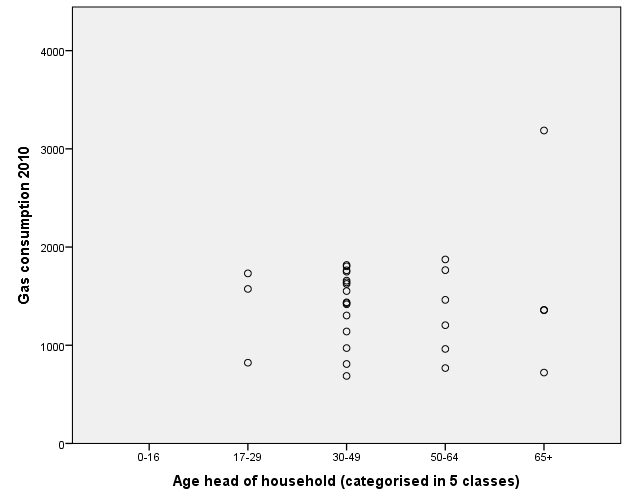 4000
3000
2000
1000
0
Gas consumption 2010
0-16 17-29 30-49 50-64 65+
Age head of household (categorised in 5 classes)